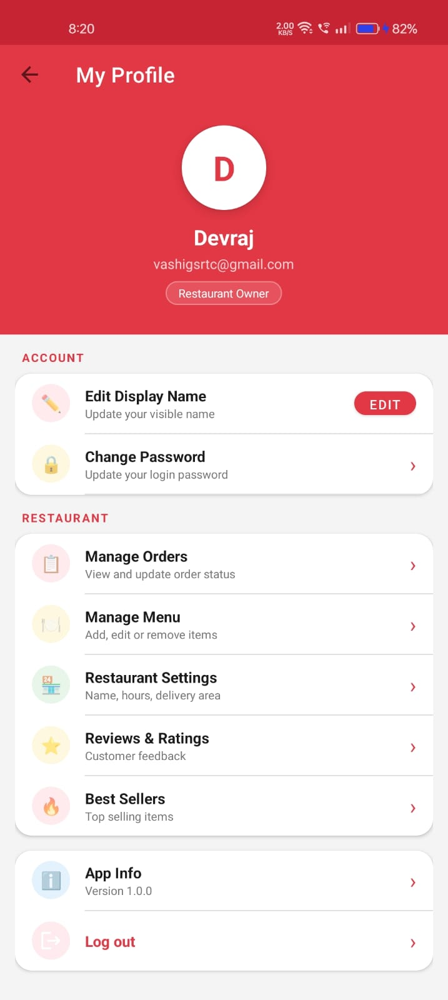 8:20
2.00
KB/S
82%
My Profile
D
Devraj
vashigsrtc@gmail.com
Restaurant Owner
ACCOUNT
Edit Display Name
Update your visible name
EDIT
Change Password
Update your login password
RESTAURANT
Manage Orders
View and update order status
Manage Menu
Add, edit or remove items
24
Restaurant Settings
Name, hours, delivery area
Reviews & Ratings
Customer feedback
Best Sellers
Top selling items
App Info
Version 1.0.0
Log out